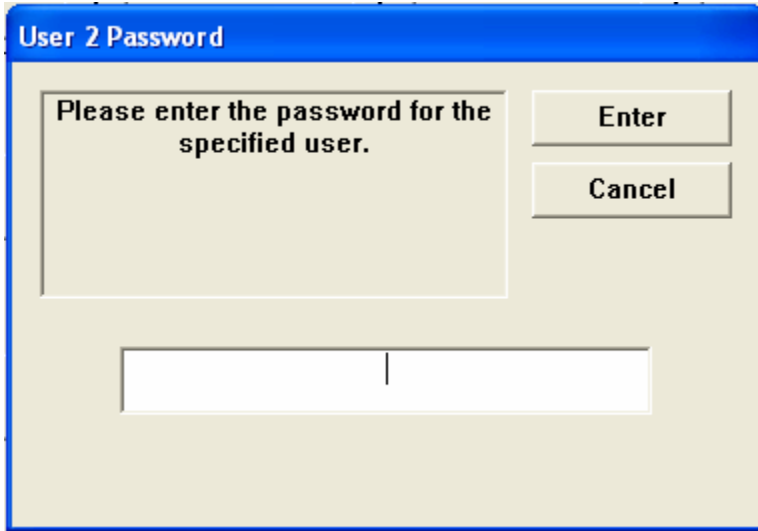 User 2 Password
Please enter the password for the
specified user.
Enter
Cancel